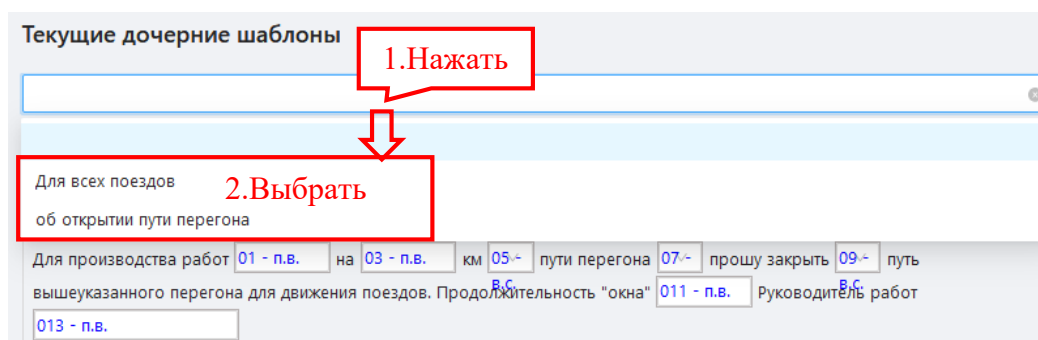 Текущие дочерние шаблоны
1.Нажать
Для всех поездов
2.Выбрать
об открытии пути перегона
Для производства работ 01 - п.в. на 03 - п.в. км 05 - в.с. пути перегона 07 - прошу закрыть 09 - в.с. путь
вышеуказанного перегона для движения поездов. Продолжительность "окна" 011 - п.в. Руководитель работ
013 - п.в.